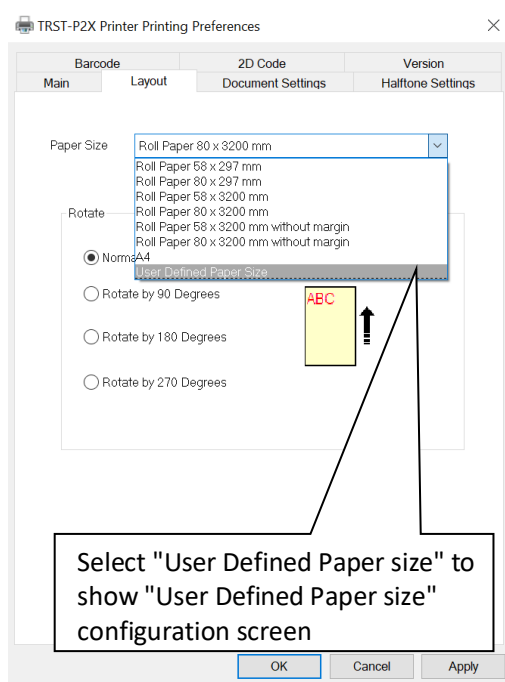 TRST-P2X Printer Printing Preferences
Barcode
2D Code
Version
Main
Layout
Document Settings
Halftone Settings
Paper Size
Roll Paper 80 x 3200 mm
Roll Paper 58 x 297 mm
Roll Paper 80 x 297 mm
Roll Paper 58 x 3200 mm
Roll Paper 80 x 3200 mm
Roll Paper 58 x 3200 mm without margin
Roll Paper 80 x 3200 mm without margin
A4
User Defined Paper Size
Rotate
Norma
Rotate by 90 Degrees
ABC
Rotate by 180 Degrees
Rotate by 270 Degrees
Select "User Defined Paper size" to
show "User Defined Paper size"
configuration screen
OK
Cancel
Apply